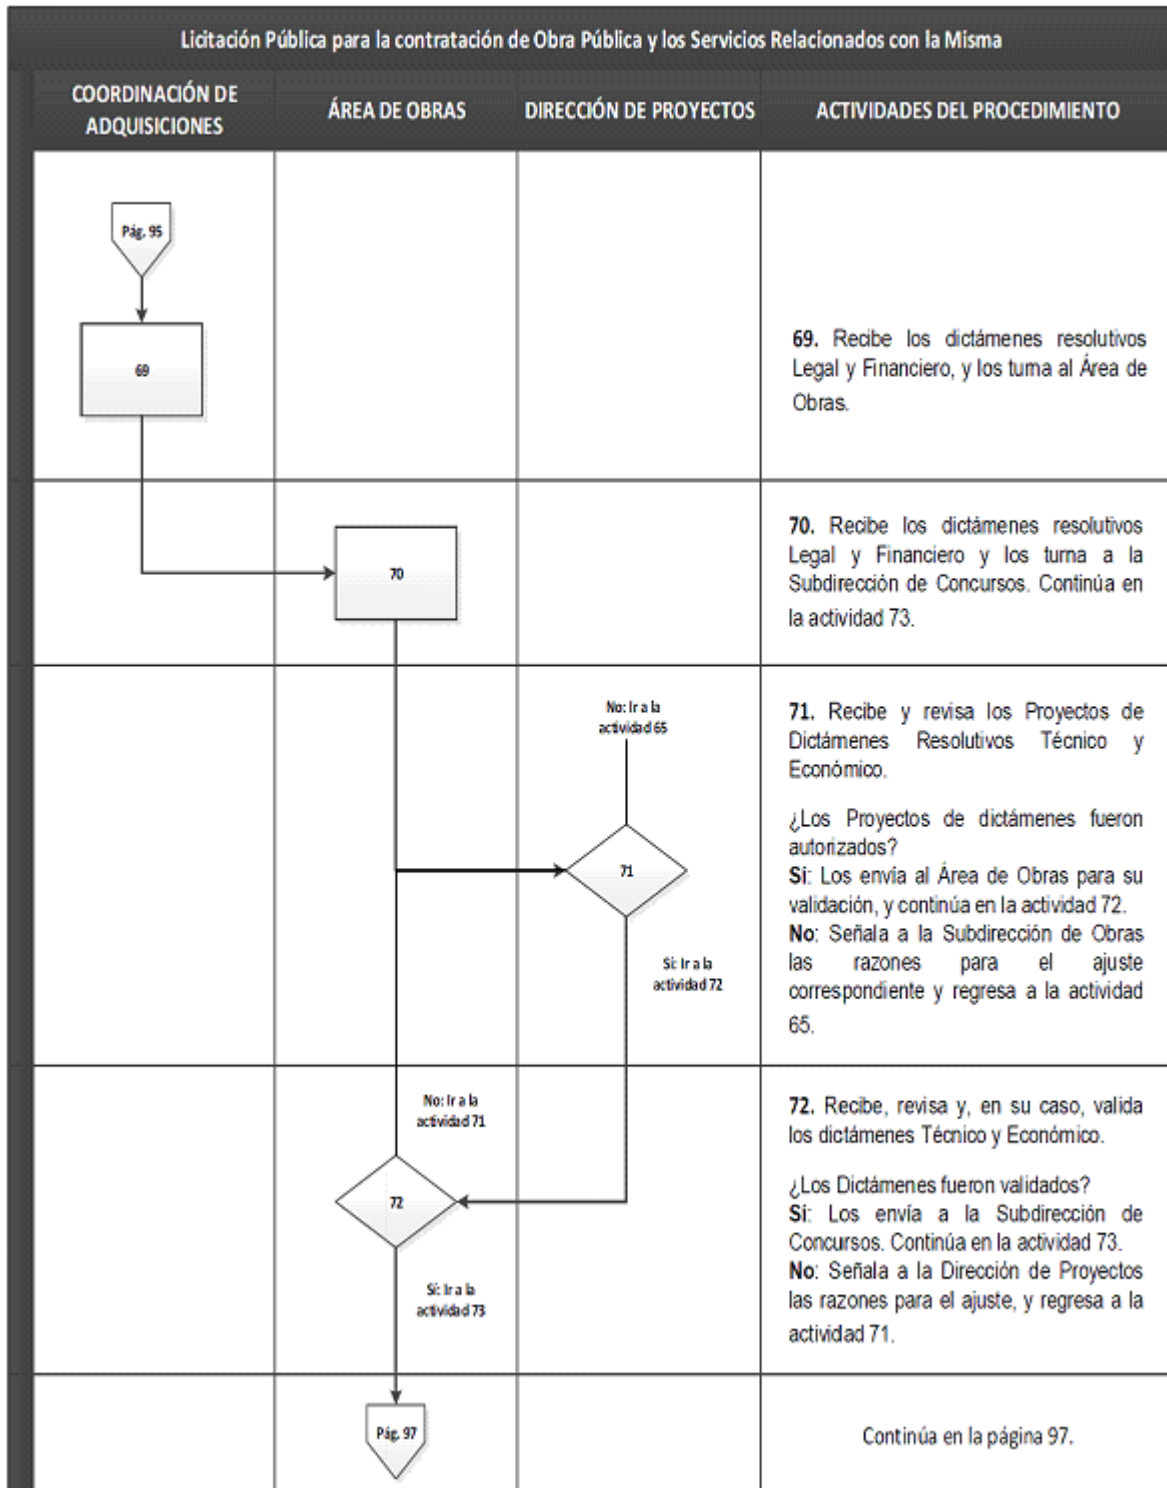 Licitación Pública para la contratación de Obra Pública y los Servicios Relacionados con la Misma
COORDINACIÓN DE
ADQUISICIONES
ÁREA DE OBRAS
DIRECCIÓN DE PROYECTOS
ACTIVIDADES DEL PROCEDIMIENTO
Pág. 95
69
69. Recibe los dictámenes resolutivos
Legal y Financiero, y los turna al Área de
Obras.
70
70. Recibe los dictámenes resolutivos
Legal y Financiero y los turna a la
Subdirección de Concursos. Continúa en
la actividad 73.
No: Ir a la
actividad 65
71
Sí: Ir a la
actividad 72
71. Recibe y revisa los Proyectos de
Dictámenes Resolutivos Técnico y
Económico.
¿Los Proyectos de dictámenes fueron
autorizados?
Sí: Los envía al Área de Obras para su
validación, y continúa en la actividad 72.
No: Señala a la Subdirección de Obras
las razones para el ajuste
correspondiente y regresa a la actividad
65.
No: Ir a la
actividad 71
72
Sí: Ir a la
actividad 73
72. Recibe, revisa y, en su caso, valida
los dictámenes Técnico y Económico.
¿Los Dictámenes fueron validados?
Sí: Los envía a la Subdirección de
Concursos. Continúa en la actividad 73.
No: Señala a la Dirección de Proyectos
las razones para el ajuste, y regresa a la
actividad 71.
Pág. 97
Continúa en la página 97.